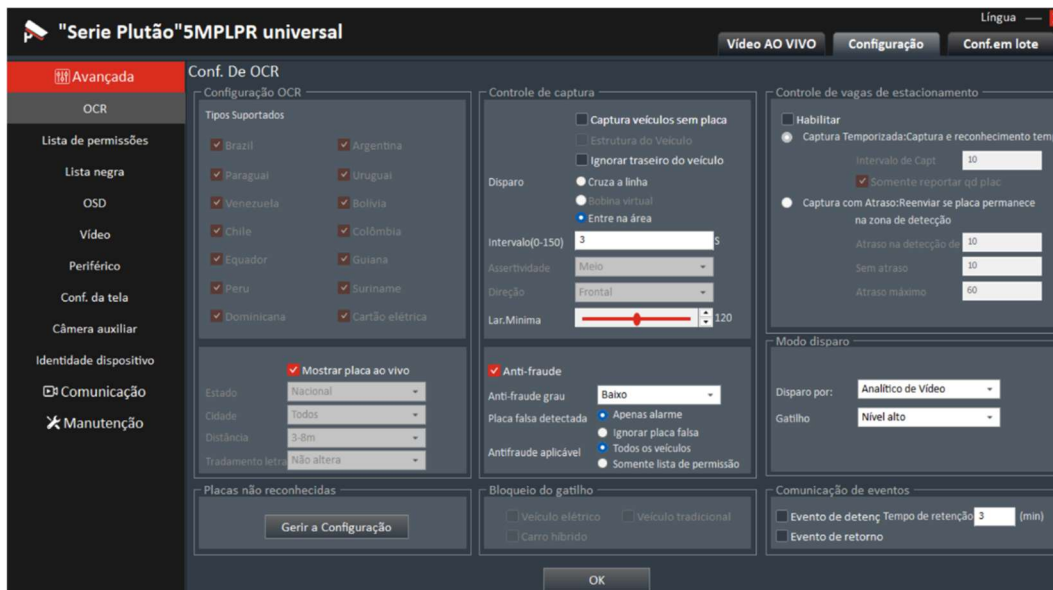 Língua
"Serie Plutão"5MPLPR universal
Vídeo AO VIVO
Configuração
Conf.em lote
Avançada
OCR
Lista de permissões
Lista negra
OSD
Vídeo
Periférico
Conf. da tela
Câmera auxiliar
Identidade dispositivo
Comunicação
Manutenção
Conf. De OCR
Configuração OCR
Tipos Suportados
Brazil Argentina
Paraguai Uruguai
Venezuela Bolívia
Chile Colômbia
Equador Guiana
Peru Suriname
Dominicana Cartão elétrica
Mostrar placa ao vivo
Estado Nacional
Cidade Todos
Distância 3-8m
Tradamento letra Não altera
Placas não reconhecidas
Gerir a Configuração
Controle de captura
Captura veículos sem placa
Estrutura do Veículo
Ignorar traseiro do veículo
Disparo Cruza a linha
Bobina virtual
Entre na área
Intervalo(0-150) 3 S
Assertividade Meio
Direção Frontal
Lar.Minima 120
Anti-fraude
Anti-fraude grau Baixo
Placa falsa detectada Apenas alarme
Ignorar placa falsa
Antifraude aplicável Todos os veículos
Somente lista de permissão
Bloqueio do gatilho
Veículo elétrico Veículo tradicional
Carro híbrido
Controle de vagas de estacionamento
Habilitar
Captura Temporizada:Captura e reconhecimento tem
Intervalo de Capt 10
Somente reportar qd plac
Captura com Atraso:Reenviar se placa permanece
na zona de detecção
Atraso na detecção de 10
Sem atraso 10
Atraso máximo 60
Modo disparo
Disparo por: Analítico de Vídeo
Gatilho Nível alto
Comunicação de eventos
Evento de detenç Tempo de retenção 3 (min)
Evento de retorno
OK